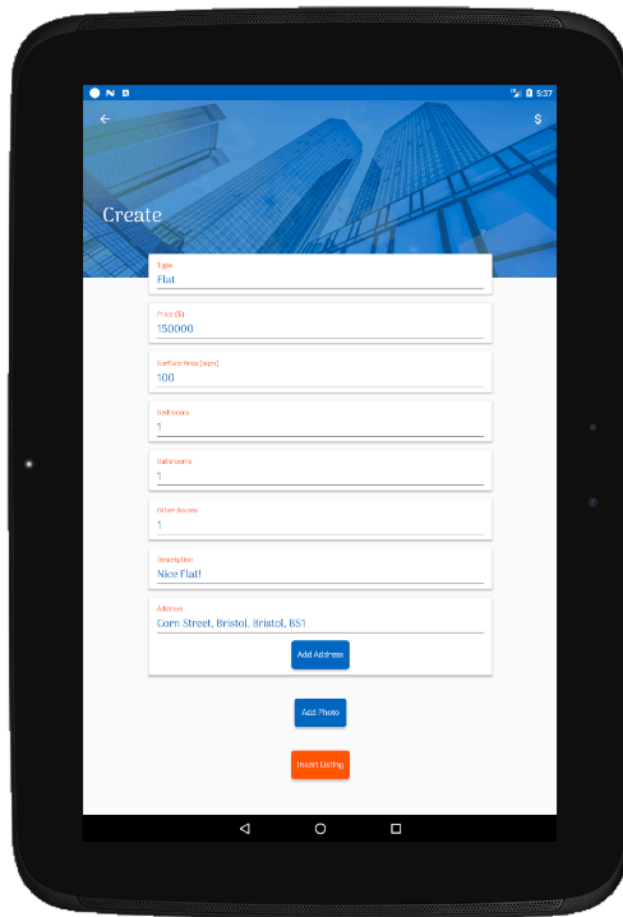 5:37
$
Create
Type
Flat
Price ($)
150000
Surface Area (sqm)
100
Bedrooms
1
Bathrooms
1
Other Rooms
1
Description
Nice Flat!
Address
Corn Street, Bristol, Bristol, BS1
Add Address
Add Photo
Insert Listing